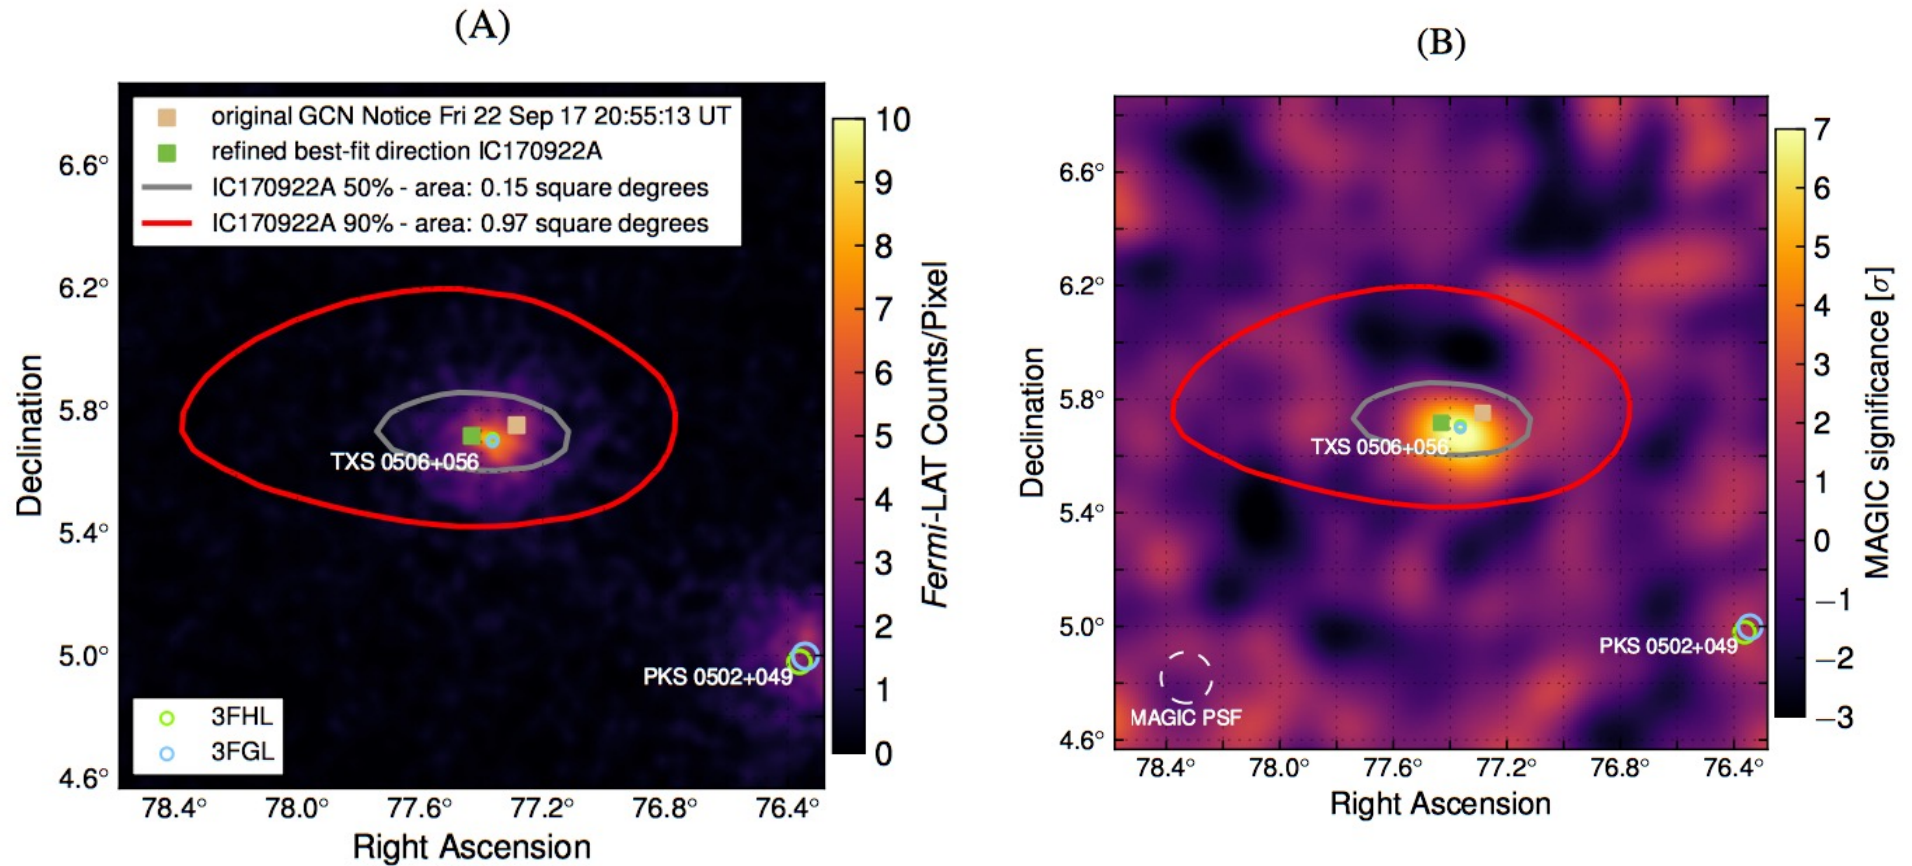 (A)
original GCN Notice Fri 22 Sep 17 20:55:13 UT
refined best-fit direction IC170922A
IC170922A 50% - area: 0.15 square degrees
IC170922A 90% - area: 0.97 square degrees
6.6°
6.2°
5.8°
5.4°
5.0°
4.6°
Declination
TXS 0506+056
PKS 0502+049
3FHL
3FGL
78.4°
78.0°
77.6°
77.2°
76.8°
76.4°
Right Ascension
10
9
8
7
6
5
4
3
2
1
0
Fermi-LAT Counts/Pixel
(B)
6.6°
6.2°
5.8°
5.4°
5.0°
4.6°
Declination
TXS 0506+056
PKS 0502+049
MAGIC PSF
78.4°
78.0°
77.6°
77.2°
76.8°
76.4°
Right Ascension
7
6
5
4
3
2
1
0
−1
−2
−3
MAGIC significance [σ]